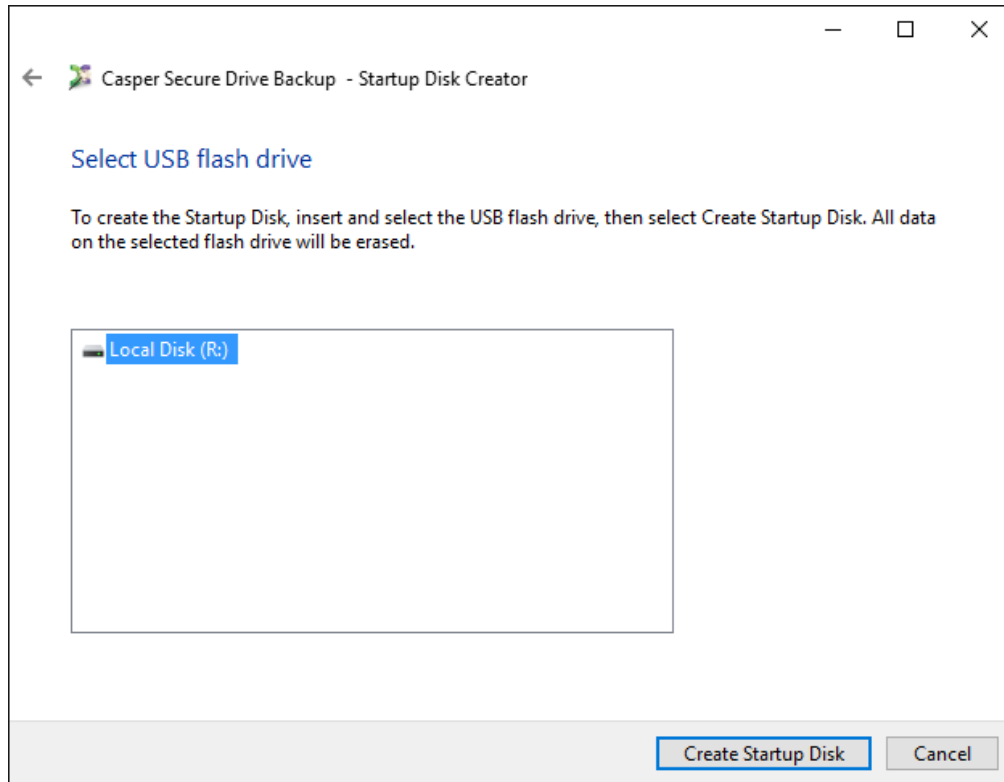 Casper Secure Drive Backup - Startup Disk Creator
Select USB flash drive
To create the Startup Disk, insert and select the USB flash drive, then select Create Startup Disk. All data
on the selected flash drive will be erased.
Local Disk (R:)
Create Startup Disk
Cancel